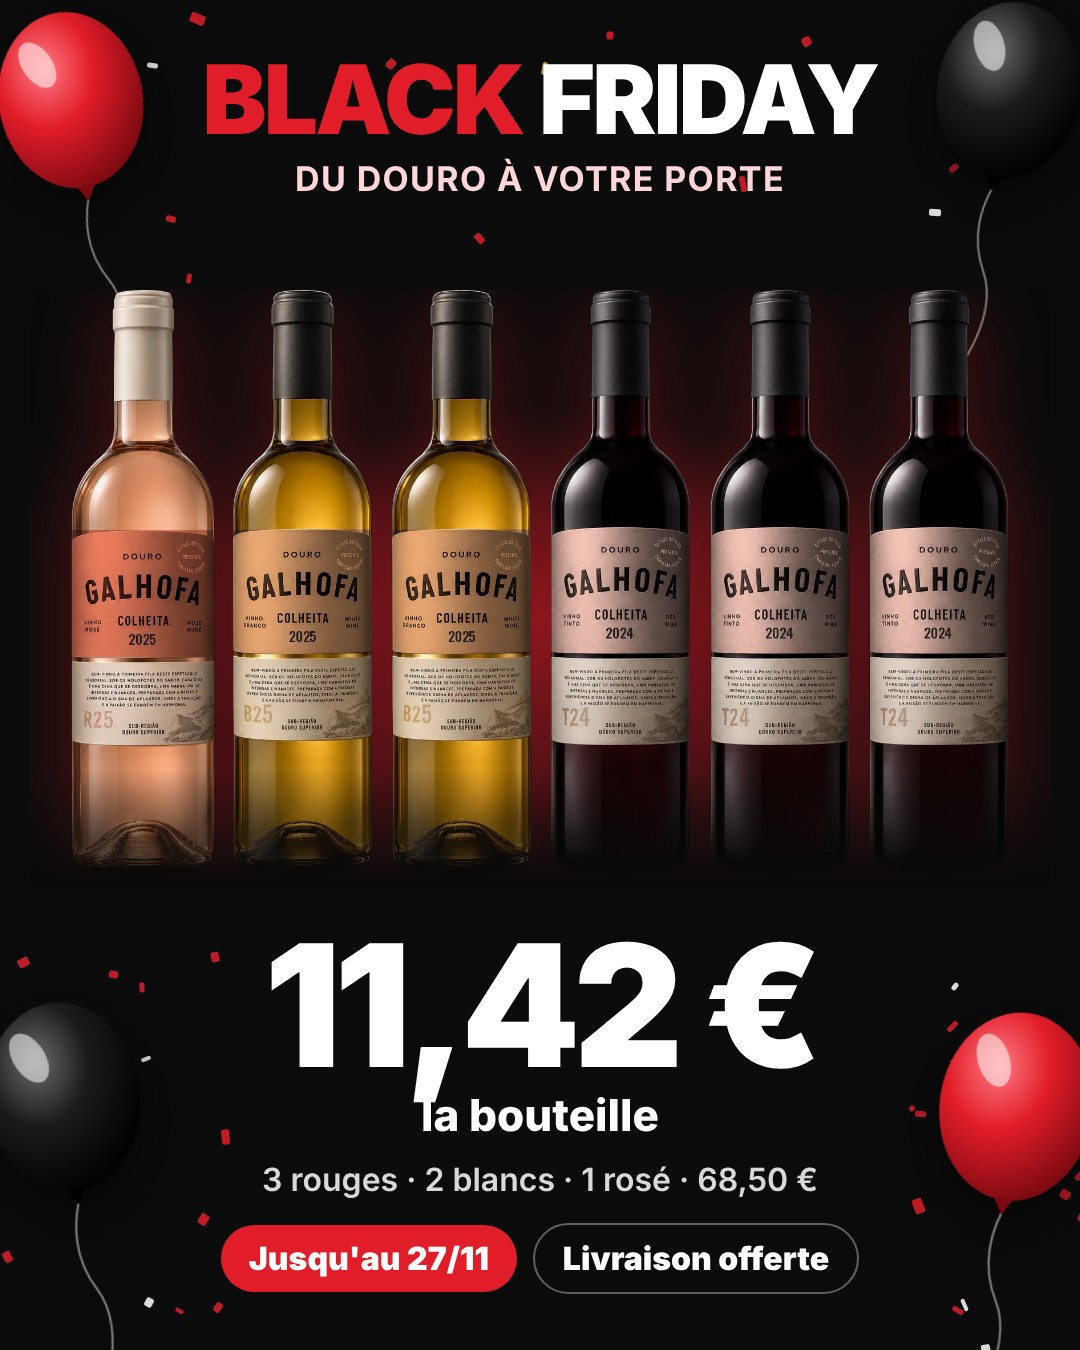 BLACK FRIDAY
DU DOURO À VOTRE PORTE
DOURO
GALHOFA
VINHO ROSÉ
COLHEITA
ROSÉ WINE
2025
R25
SUB-REGIÃO
DOURO SUPERIOR
DOURO
GALHOFA
VINHO BRANCO
COLHEITA
WHITE WINE
2025
B25
SUB-REGIÃO
DOURO SUPERIOR
DOURO
GALHOFA
VINHO BRANCO
COLHEITA
WHITE WINE
2025
B25
SUB-REGIÃO
DOURO SUPERIOR
DOURO
GALHOFA
VINHO TINTO
COLHEITA
RED WINE
2024
T24
SUB-REGIÃO
DOURO SUPERIOR
DOURO
GALHOFA
VINHO TINTO
COLHEITA
RED WINE
2024
T24
SUB-REGIÃO
DOURO SUPERIOR
DOURO
GALHOFA
VINHO TINTO
COLHEITA
RED WINE
2024
T24
SUB-REGIÃO
DOURO SUPERIOR
11,42 €
la bouteille
3 rouges · 2 blancs · 1 rosé · 68,50 €
Jusqu'au 27/11
Livraison offerte